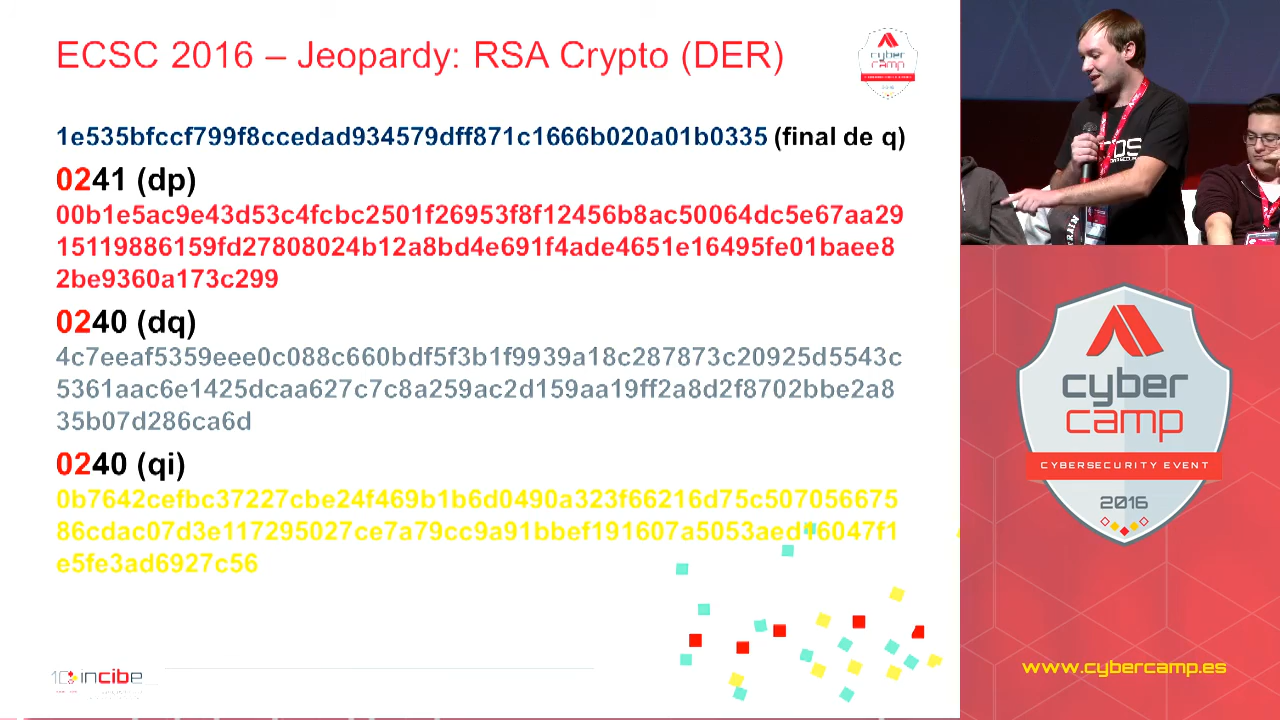 ECSC 2016 – Jeopardy: RSA Crypto (DER)
1e535bfccf799f8ccedad934579dff871c1666b020a01b0335 (final de q)
0241 (dp)
00b1e5ac9e43d53c4fcbc2501f26953f8f12456b8ac50064dc5e67aa29
15119886159fd27808024b12a8bd4e691f4ade4651e16495fe01baee8
2be9360a173c299
0240 (dq)
4c7eeaf5359eee0c088c660bdf5f3b1f9939a18c287873c20925d5543c
5361aac6e1425dcaa627c7c8a259ac2d159aa19ff2a8d2f8702bbe2a8
35b07d286ca6d
0240 (qi)
0b7642cefbc37227cbe24f469b1b6d0490a323f66216d75c507056675
86cdac07d3e117295027ce7a79cc9a91bbef191607a5053aed16047f1
e5fe3ad6927c56
incibe
cyber
camp
cyber
camp
CYBERSECURITY EVENT
2016
www.cybercamp.es